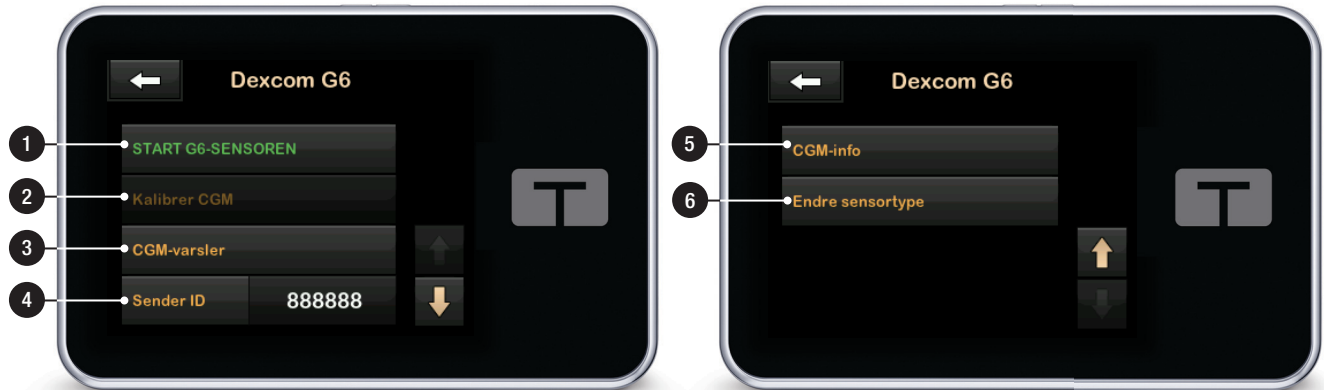 Dexcom G6
1 START G6-SENSOREN
2 Kalibrer CGM
3 CGM-varsler
4 Sender ID 888888
Dexcom G6
5 CGM-info
6 Endre sensortype